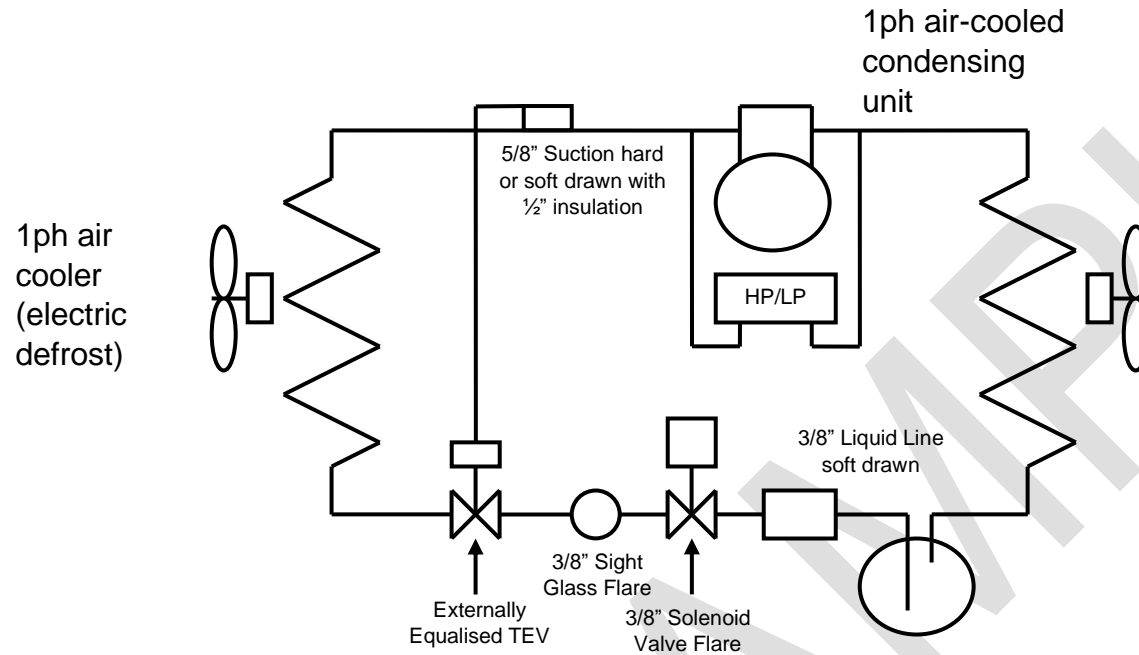 1ph air-cooled
condensing
unit
5/8” Suction hard
or soft drawn with
½” insulation
1ph air
cooler
(electric
defrost)
HP/LP
3/8” Liquid Line
soft drawn
3/8” Sight
Glass Flare
Externally
Equalised TEV
3/8” Solenoid
Valve Flare